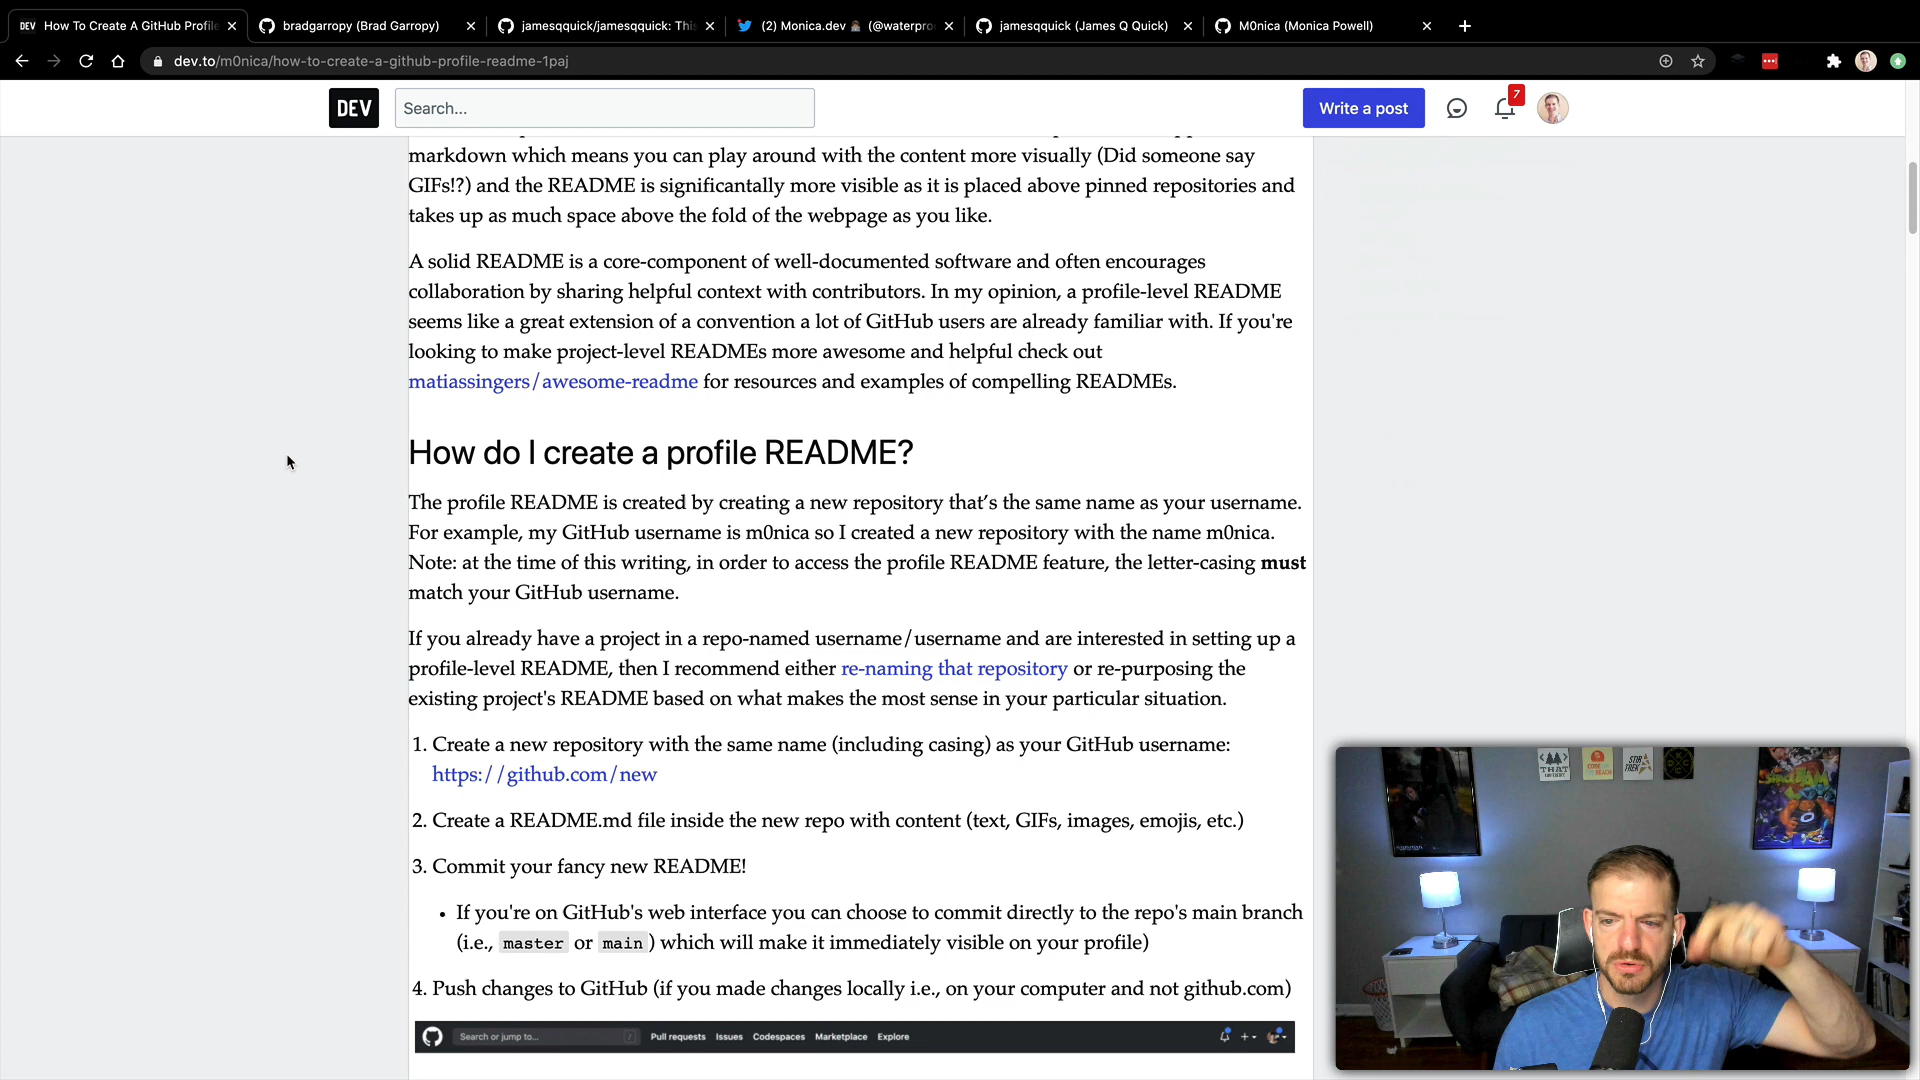 DEV How To Create A GitHub Profile
bradgarropy (Brad Garropy)
jamesqquick/jamesqquick: This
(2) Monica.dev (@waterpro
jamesqquick (James Q Quick)
M0nica (Monica Powell)
dev.to/m0nica/how-to-create-a-github-profile-readme-1paj
DEV
Search...
Write a post
7
markdown which means you can play around with the content more visually (Did someone say
GIFs!?) and the README is significantally more visible as it is placed above pinned repositories and
takes up as much space above the fold of the webpage as you like.
A solid README is a core-component of well-documented software and often encourages
collaboration by sharing helpful context with contributors. In my opinion, a profile-level README
seems like a great extension of a convention a lot of GitHub users are already familiar with. If you're
looking to make project-level READMEs more awesome and helpful check out
matiassingers/awesome-readme for resources and examples of compelling READMEs.
How do I create a profile README?
The profile README is created by creating a new repository that’s the same name as your username.
For example, my GitHub username is m0nica so I created a new repository with the name m0nica.
Note: at the time of this writing, in order to access the profile README feature, the letter-casing must
match your GitHub username.
If you already have a project in a repo-named username/username and are interested in setting up a
profile-level README, then I recommend either re-naming that repository or re-purposing the
existing project's README based on what makes the most sense in your particular situation.
1. Create a new repository with the same name (including casing) as your GitHub username:
https://github.com/new
2. Create a README.md file inside the new repo with content (text, GIFs, images, emojis, etc.)
3. Commit your fancy new README!
• If you're on GitHub's web interface you can choose to commit directly to the repo's main branch
(i.e., master or main ) which will make it immediately visible on your profile)
4. Push changes to GitHub (if you made changes locally i.e., on your computer and not github.com)
Search or jump to... /
Pull requests Issues Codespaces Marketplace Explore
THAT
CODE
BEACH
STIR
TREK